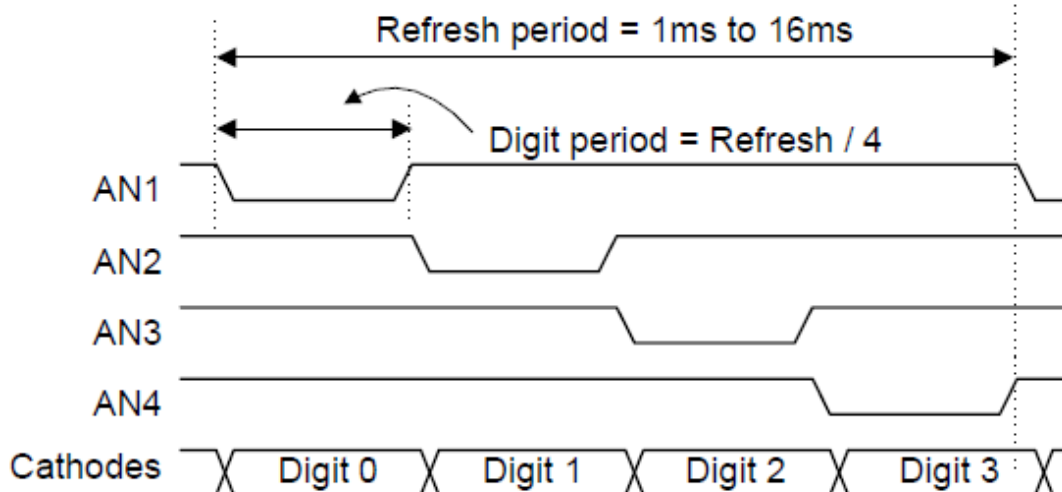 Refresh period = 1ms to 16ms
Digit period = Refresh / 4
AN1
AN2
AN3
AN4
Cathodes Digit 0 Digit 1 Digit 2 Digit 3